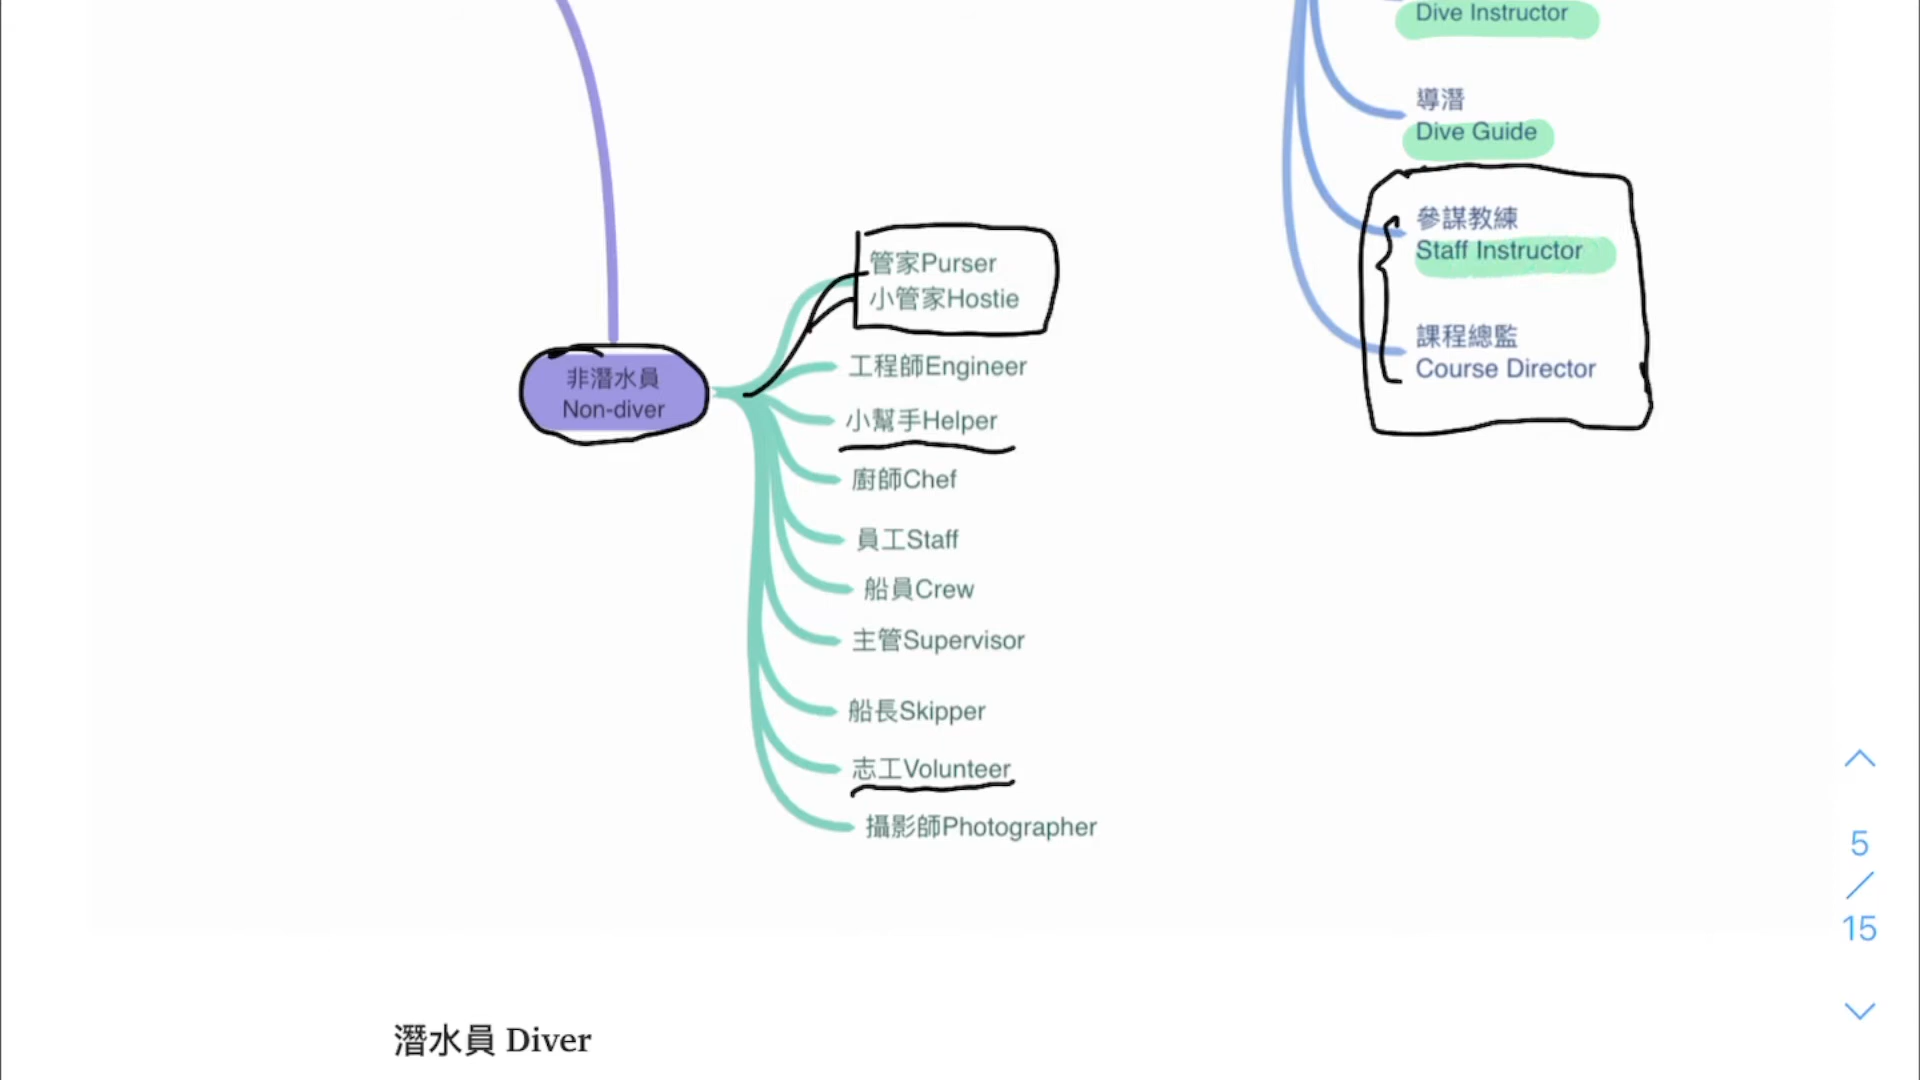 Dive Instructor
導潛
Dive Guide
參謀教練
Staff Instructor
課程總監
Course Director
非潛水員
Non-diver
管家Purser
小管家Hostie
工程師Engineer
小幫手Helper
廚師Chef
員工Staff
船員Crew
主管Supervisor
船長Skipper
志工Volunteer
攝影師Photographer
5
/
15
潛水員 Diver